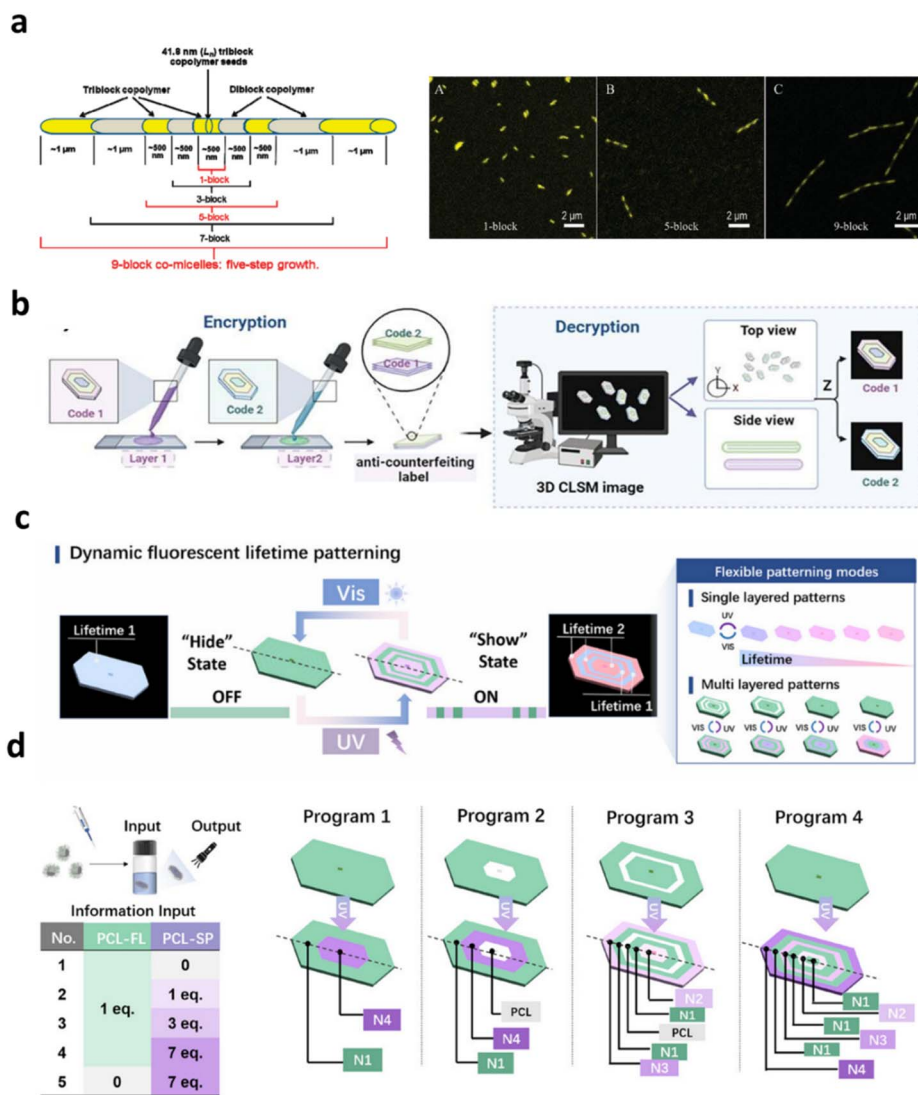 a
41.8 nm (Ln) triblock
copolymer seeds
Triblock copolymer
Diblock copolymer
~1 μm
~1 μm
~500 nm
~500 nm
~500 nm
~500 nm
~500 nm
~1 μm
~1 μm
1-block
3-block
5-block
7-block
9-block co-micelles: five-step growth.
A
1-block
2 μm
B
5-block
2 μm
C
9-block
2 μm
b
Encryption
Code 1
Layer 1
Code 2
Layer2
Code 2
Code 1
anti-counterfeiting
label
Decryption
3D CLSM image
Top view
Y
X
Side view
Z
Code 1
Code 2
c
Dynamic fluorescent lifetime patterning
Lifetime 1
"Hide"
State
OFF
Vis
UV
"Show"
State
ON
Lifetime 2
Lifetime 1
Flexible patterning modes
Single layered patterns
UV
VIS
Lifetime
Multi layered patterns
VIS UV VIS UV VIS UV VIS UV
d
Input
Output
Information Input
No. PCL-FL PCL-SP
1 0
2 1 eq.
1 eq.
3 3 eq.
4 7 eq.
5 0 7 eq.
Program 1
UV
N4
N1
Program 2
UV
PCL
N4
N1
Program 3
UV
N2
N1
PCL
N1
N3
Program 4
UV
N1
N2
N1
N3
N1
N4